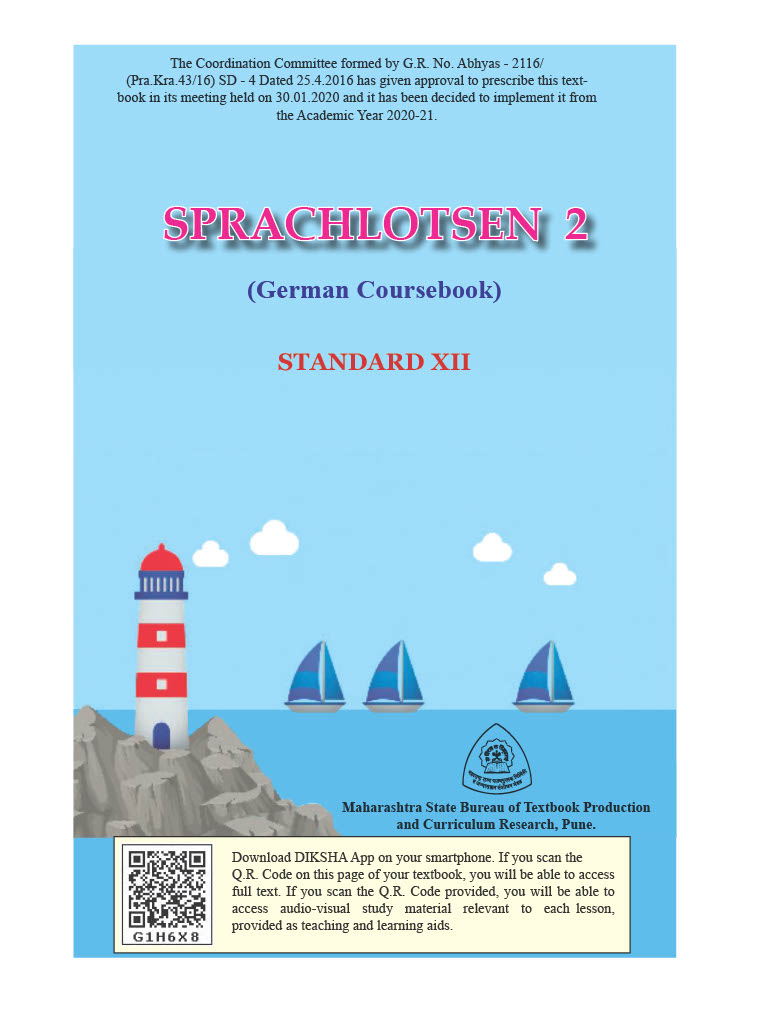 The Coordination Committee formed by G.R. No. Abhyas - 2116/
(Pra.Kra.43/16) SD - 4 Dated 25.4.2016 has given approval to prescribe this text-
book in its meeting held on 30.01.2020 and it has been decided to implement it from
the Academic Year 2020-21.
SPRACHLOTSEN 2
(German Coursebook)
STANDARD XII
Maharashtra State Bureau of Textbook Production
and Curriculum Research, Pune.
Download DIKSHA App on your smartphone. If you scan the
Q.R. Code on this page of your textbook, you will be able to access
full text. If you scan the Q.R. Code provided, you will be able to
access audio-visual study material relevant to each lesson,
provided as teaching and learning aids.
G1H6X8